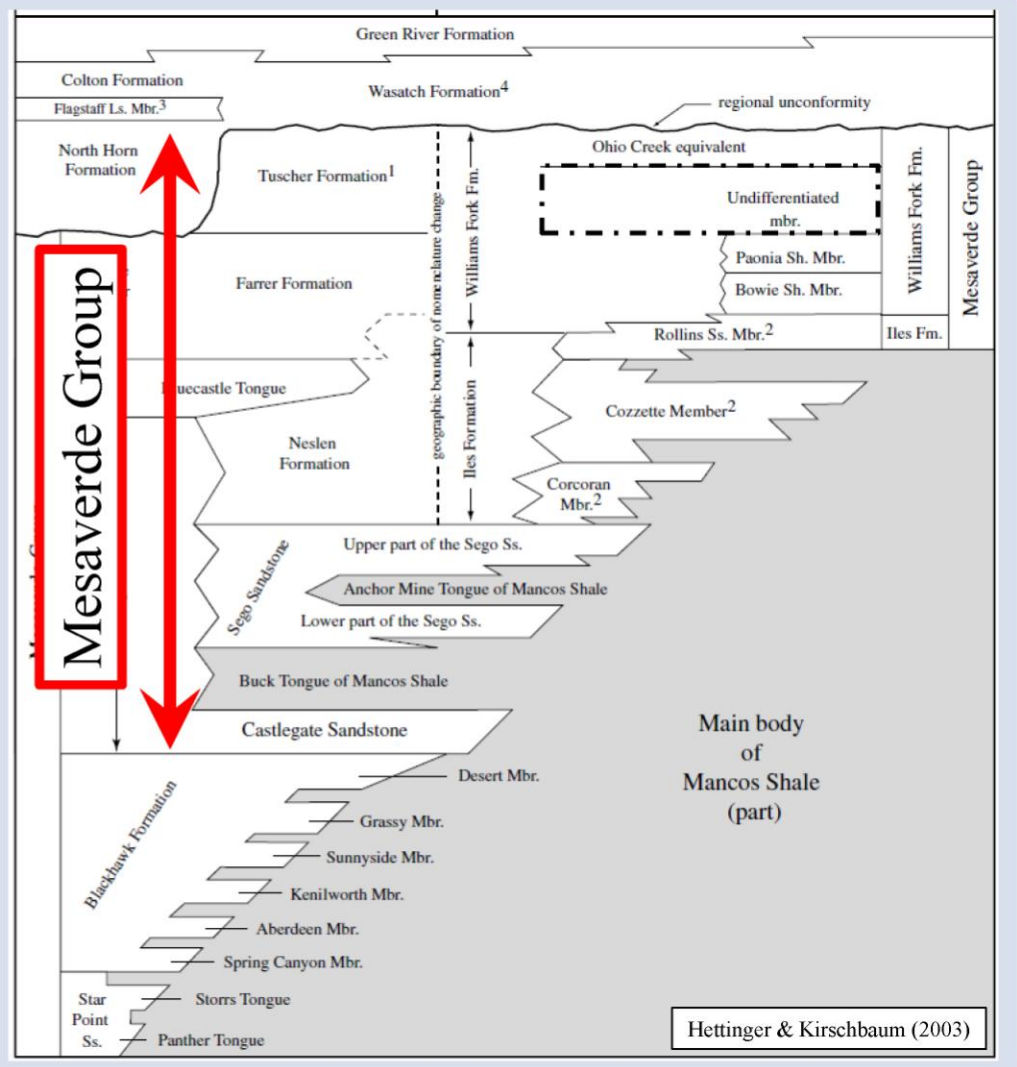 Green River Formation
Colton Formation
Wasatch Formation4
Flagstaff Ls. Mbr.3
regional unconformity
North Horn
Formation
Tuscher Formation1
Ohio Creek equivalent
Undifferentiated
mbr.
Williams Fork Fm.
geographic boundary of nomenclature change
Williams Fork Fm.
Mesaverde Group
Mesaverde Group
Farrer Formation
Paonia Sh. Mbr.
Bowie Sh. Mbr.
Rollins Ss. Mbr.2
Iles Fm.
Tongue
Cozzette Member2
Iles Formation
Neslen
Formation
Corcoran
Mbr.2
Upper part of the Sego Ss.
Sego Sandstone
Anchor Mine Tongue of Mancos Shale
Lower part of the Sego Ss.
Buck Tongue of Mancos Shale
Castlegate Sandstone
Main body
of
Mancos Shale
(part)
Desert Mbr.
Blackhawk Formation
Grassy Mbr.
Sunnyside Mbr.
Kenilworth Mbr.
Aberdeen Mbr.
Spring Canyon Mbr.
Star
Point
Ss.
Storrs Tongue
Panther Tongue
Hettinger & Kirschbaum (2003)